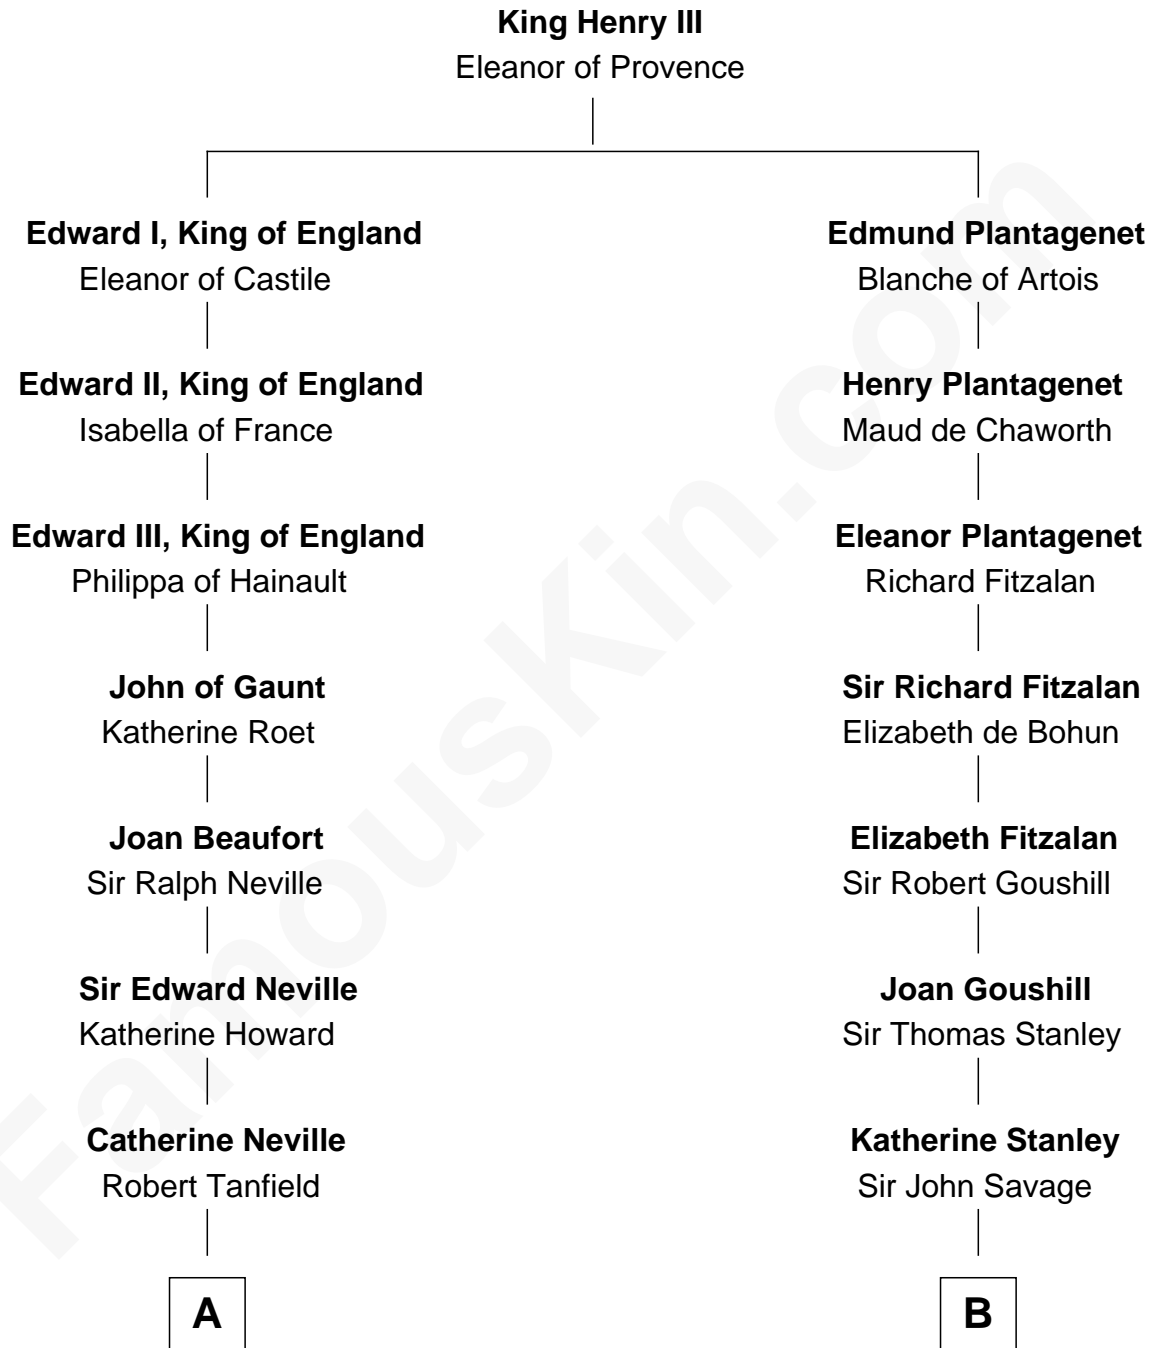 King Henry III
Eleanor of Provence
Edward I, King of England
Eleanor of Castile
Edward II, King of England
Isabella of France
Edward III, King of England
Philippa of Hainault
John of Gaunt
Katherine Roet
Joan Beaufort
Sir Ralph Neville
Sir Edward Neville
Katherine Howard
Catherine Neville
Robert Tanfield
A
Edmund Plantagenet
Blanche of Artois
Henry Plantagenet
Maud de Chaworth
Eleanor Plantagenet
Richard Fitzalan
Sir Richard Fitzalan
Elizabeth de Bohun
Elizabeth Fitzalan
Sir Robert Goushill
Joan Goushill
Sir Thomas Stanley
Katherine Stanley
Sir John Savage
B
FamousKin.com